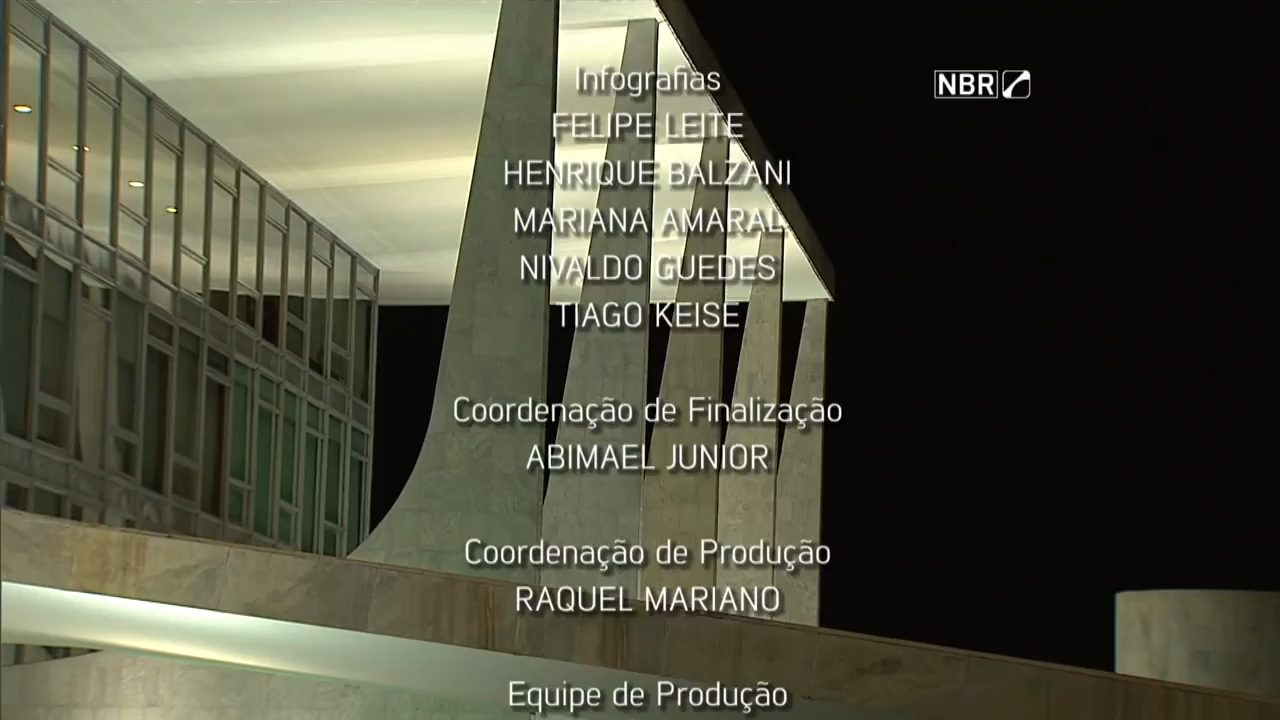 Infografias
NBR
FELIPE LEITE
HENRIQUE BALZANI
MARIANA AMARAL
NIVALDO GUEDES
TIAGO KEISE
Coordenação de Finalização
ABIMAEL JUNIOR
Coordenação de Produção
RAQUEL MARIANO
Equipe de Produção